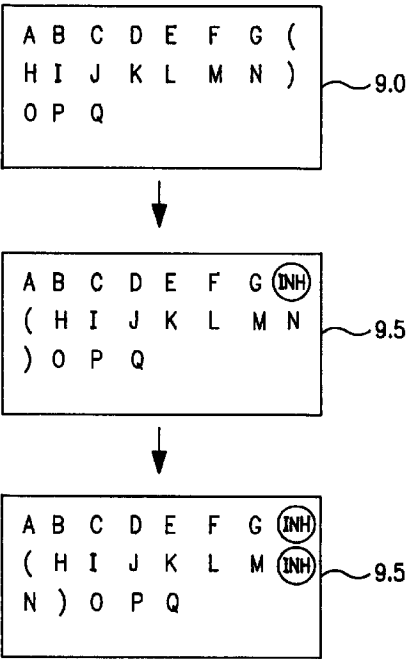 A B C D E F G (
H I J K L M N )
O P Q
9.0
A B C D E F G INH
( H I J K L M N
) O P Q
9.5
A B C D E F G INH
( H I J K L M INH
N ) O P Q
9.5